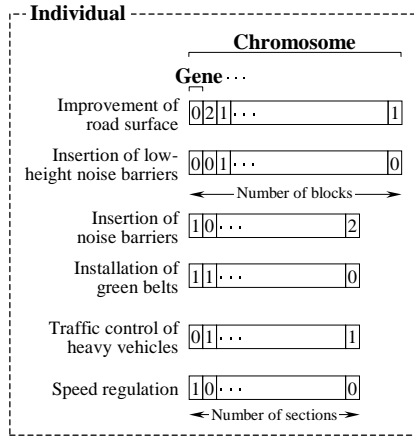 Individual
Chromosome
Gene ···
Improvement of
road surface
0 2 1 ··· 1
Insertion of low-
height noise barriers
0 0 1 ··· 0
Number of blocks
Insertion of
noise barriers
1 0 ··· 2
Installation of
green belts
1 1 ··· 0
Traffic control of
heavy vehicles
0 1 ··· 1
Speed regulation
1 0 ··· 0
Number of sections